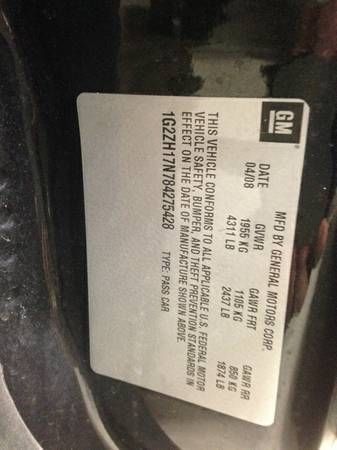 GM
MFD BY GENERAL MOTORS CORP.
DATE GVWR GAWR FRT GAWR RR
04/08 1955 KG 1105 KG 850 KG
4311 LB 2437 LB 1874 LB
THIS VEHICLE CONFORMS TO ALL APPLICABLE U.S. FEDERAL MOTOR
VEHICLE SAFETY, BUMPER, AND THEFT PREVENTION STANDARDS IN
EFFECT ON THE DATE OF MANUFACTURE SHOWN ABOVE.
1G2ZH17N784275428 TYPE: PASS CAR